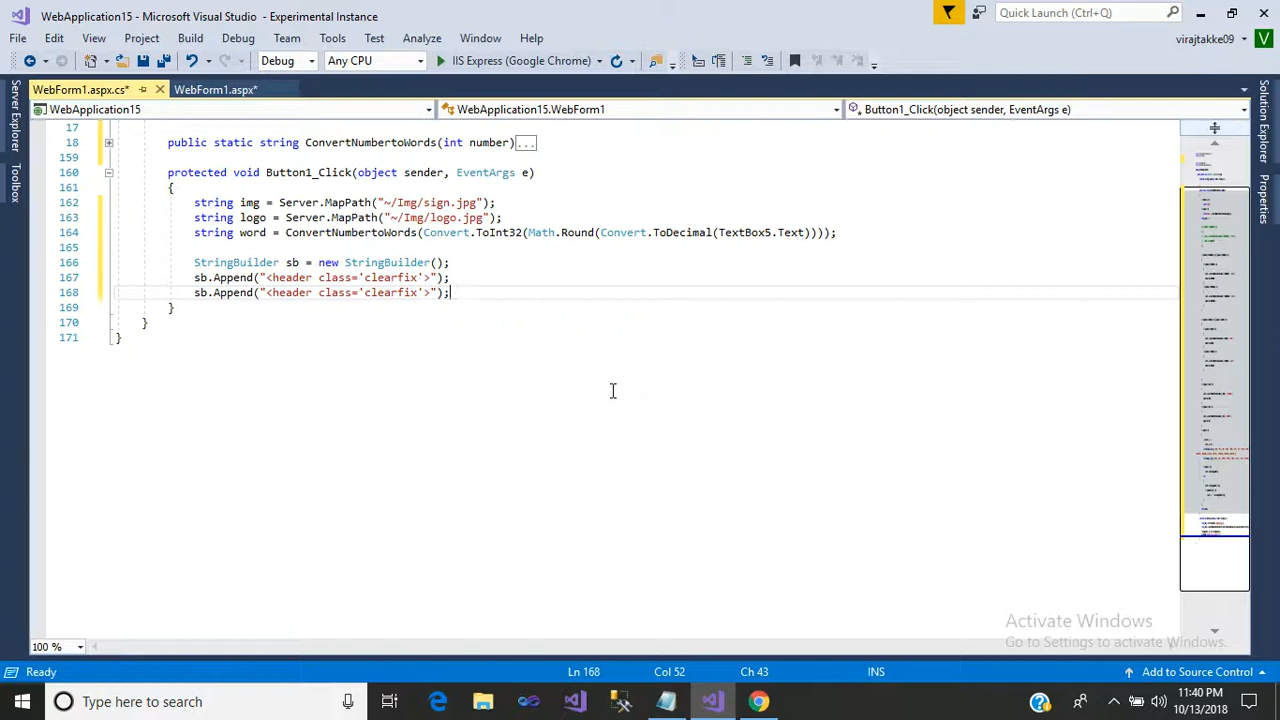 WebApplication15 - Microsoft Visual Studio - Experimental Instance
Quick Launch (Ctrl+Q)
File Edit View Project Build Debug Team Tools Test Analyze Window Help
virajtakke09 V
Debug Any CPU IIS Express (Google Chrome)
WebForm1.aspx.cs* WebForm1.aspx*
WebApplication15 WebApplication15.WebForm1 Button1_Click(object sender, EventArgs e)
Server Explorer
Toolbox
Solution Explorer
Properties
17
18 public static string ConvertNumbertoWords(int number)...
159
160 protected void Button1_Click(object sender, EventArgs e)
161 {
162 string img = Server.MapPath("~/Img/sign.jpg");
163 string logo = Server.MapPath("~/Img/logo.jpg");
164 string word = ConvertNumbertoWords(Convert.ToInt32(Math.Round(Convert.ToDecimal(TextBox5.Text))));
165
166 StringBuilder sb = new StringBuilder();
167 sb.Append("<header class='clearfix'>");
168 sb.Append("<header class='clearfix'>");
169 }
170 }
171 }
Activate Windows
Go to Settings to activate Windows.
100 %
Ready Ln 168 Col 52 Ch 43 INS Add to Source Control
Type here to search
11:40 PM
10/13/2018